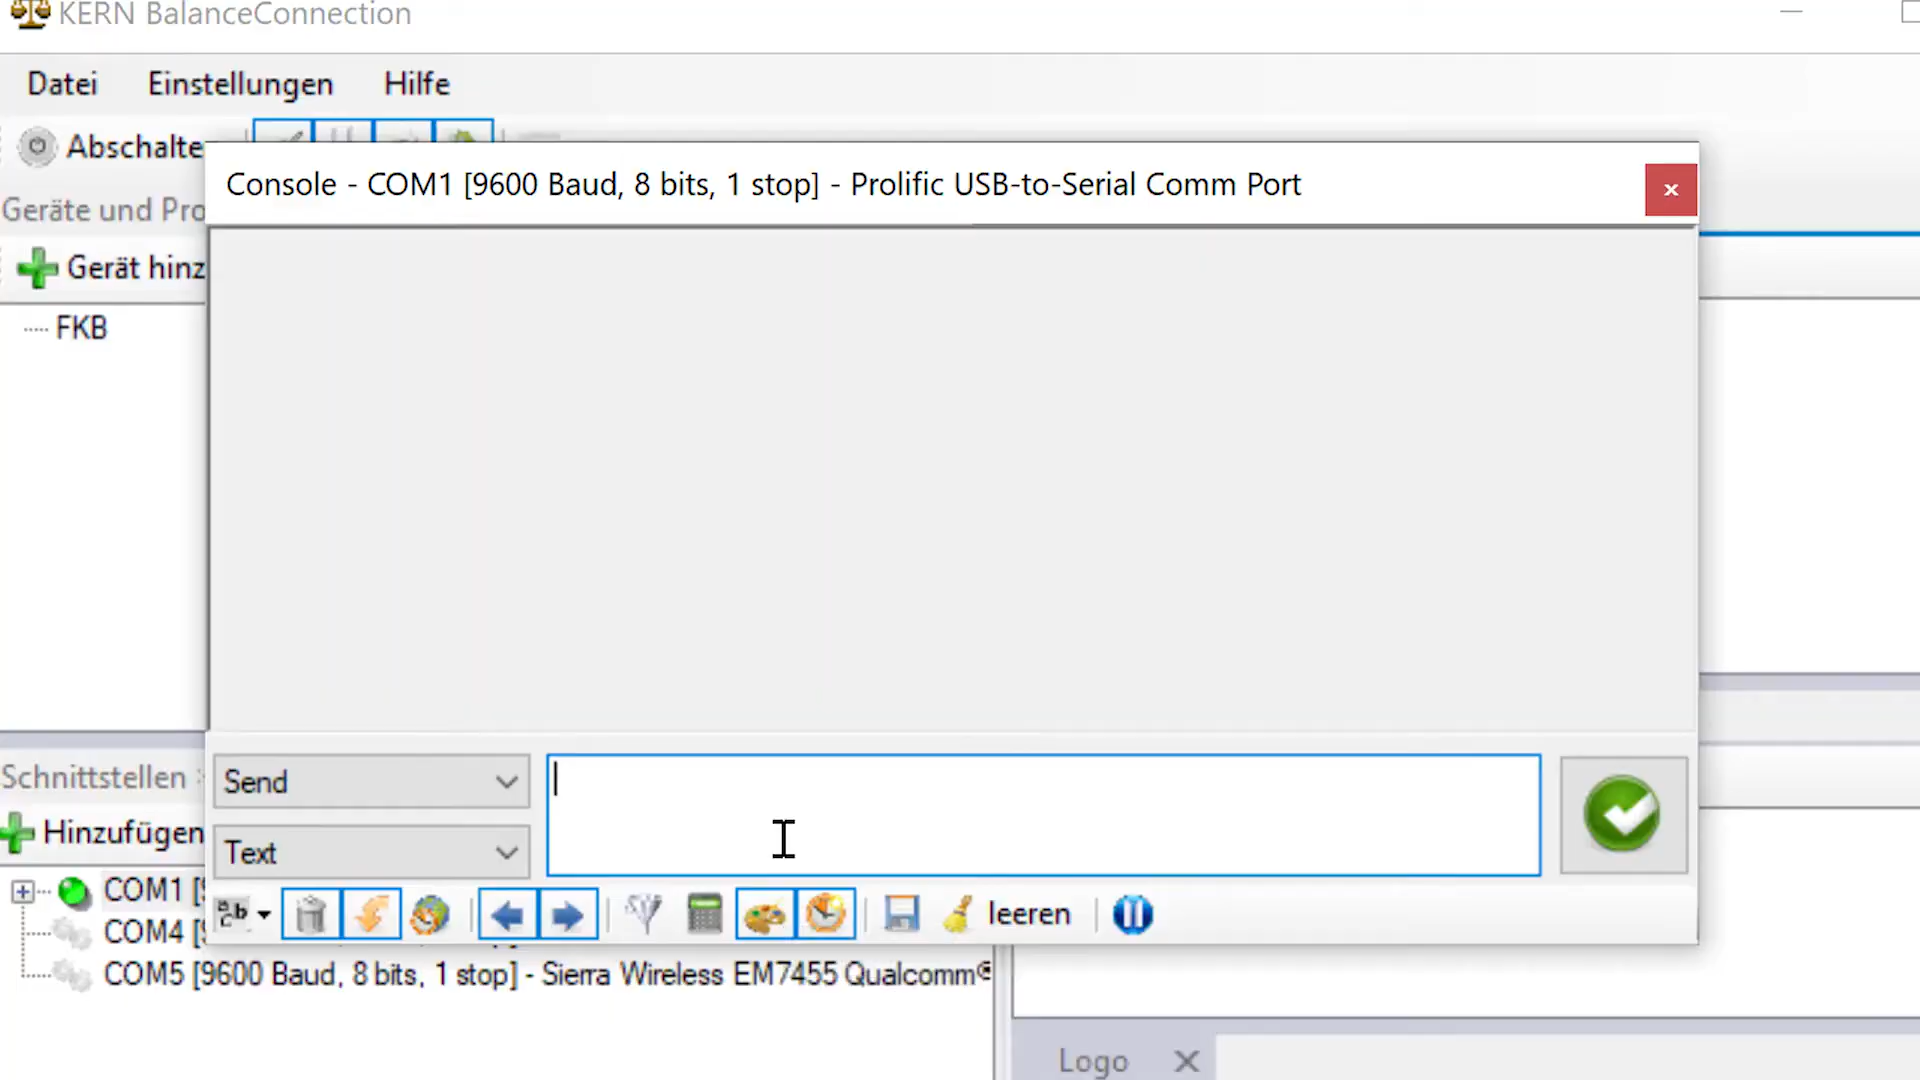 KERN BalanceConnection
Datei Einstellungen Hilfe
Abschalte
Console - COM1 [9600 Baud, 8 bits, 1 stop] - Prolific USB-to-Serial Comm Port
Geräte und Pro
Gerät hinz
FKB
Schnittstellen
Send
Hinzufügen
Text
COM1 [9
leeren
COM4 [9
COM5 [9600 Baud, 8 bits, 1 stop] - Sierra Wireless EM7455 Qualcomm®
Logo